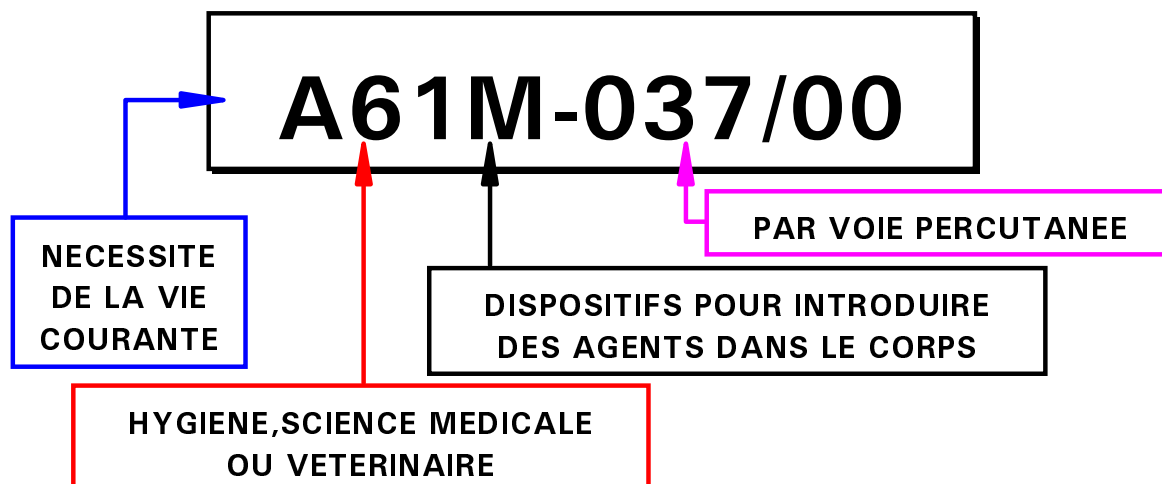 A61M-037/00
PAR VOIE PERCUTANEE
NECESSITE
DE LA VIE
COURANTE
DISPOSITIFS POUR INTRODUIRE
DES AGENTS DANS LE CORPS
HYGIENE,SCIENCE MEDICALE
OU VETERINAIRE